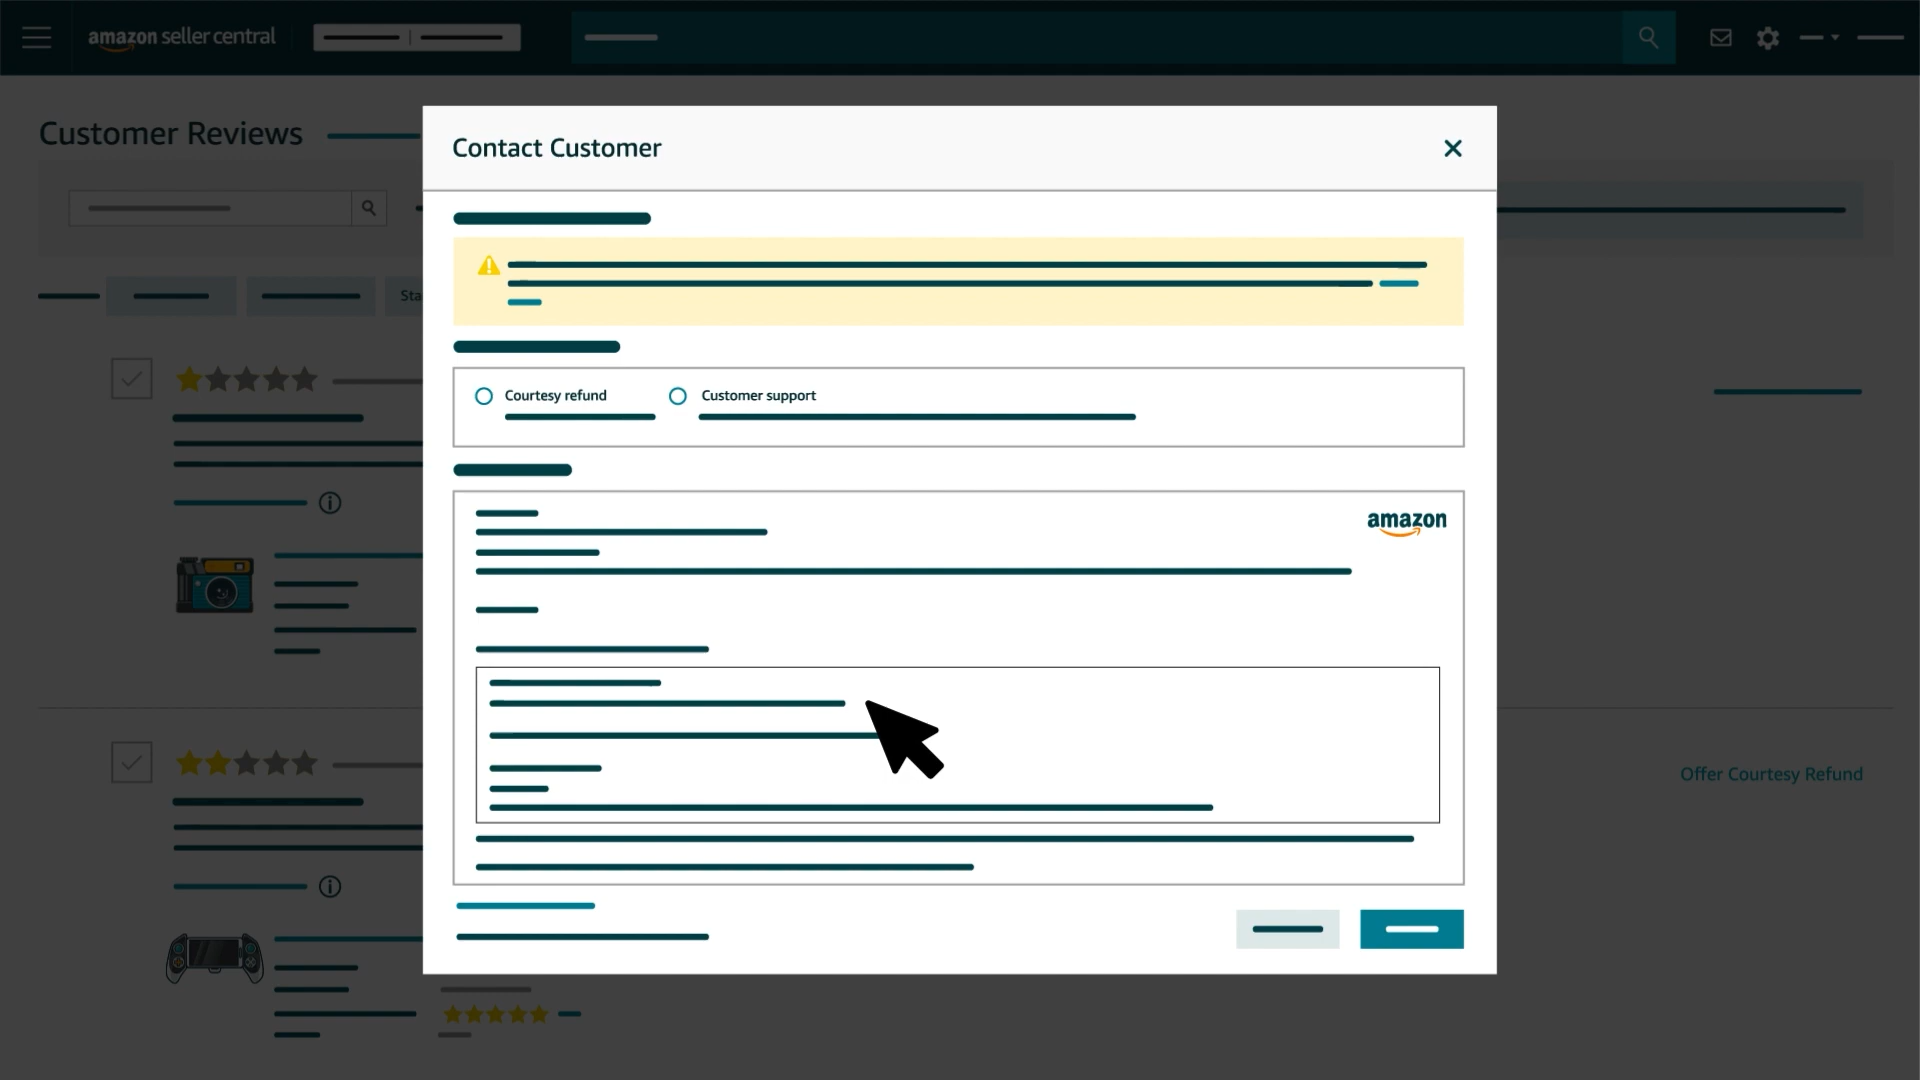 amazon seller central
Customer Reviews
Contact Customer
Courtesy refund
Customer support
amazon
Offer Courtesy Refund